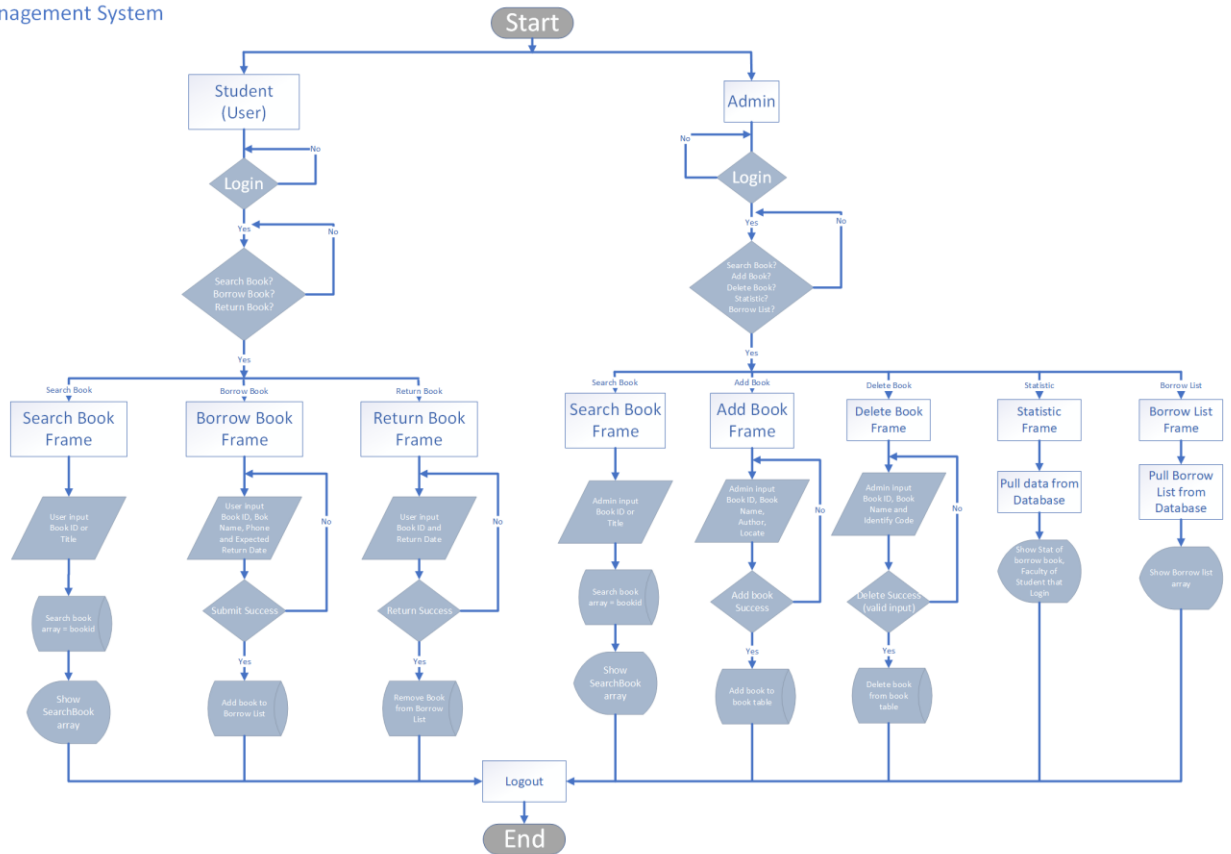 nagement System
Start
Student
(User)
Admin
No
No
Login
Login
Yes
No
Yes
No
Search Book?
Borrow Book?
Return Book?
Search Book?
Add Book?
Delete Book?
Statistic?
Borrow List?
Yes
Yes
Search Book
Borrow Book
Return Book
Search Book
Add Book
Delete Book
Statistic
Borrow List
Search Book
Frame
Borrow Book
Frame
Return Book
Frame
Search Book
Frame
Add Book
Frame
Delete Book
Frame
Statistic
Frame
Borrow List
Frame
User input
Book ID or
Title
User input
Book ID, Bok
Name, Phone
and Expected
Return Date
No
User input
Book ID and
Return Date
No
Admin input
Book ID or
Title
Admin input
Book ID, Book
Name,
Author,
Locate
No
Admin input
Book ID, Book
Name and
Identify Code
No
Pull data from
Database
Pull Borrow
List from
Database
Search book
array = bookid
Submit Success
Return Success
Search book
array = bookid
Add book
Success
Delete Success
(valid input)
Show Stat of
borrow book,
Faculty of
Student that
Login
Show Borrow list
array
Yes
Yes
Yes
Yes
Show
SearchBook
array
Add book to
Borrow List
Remove Book
from Borrow
List
Show
SearchBook
array
Add book to
book table
Delete book
from book
table
Logout
End